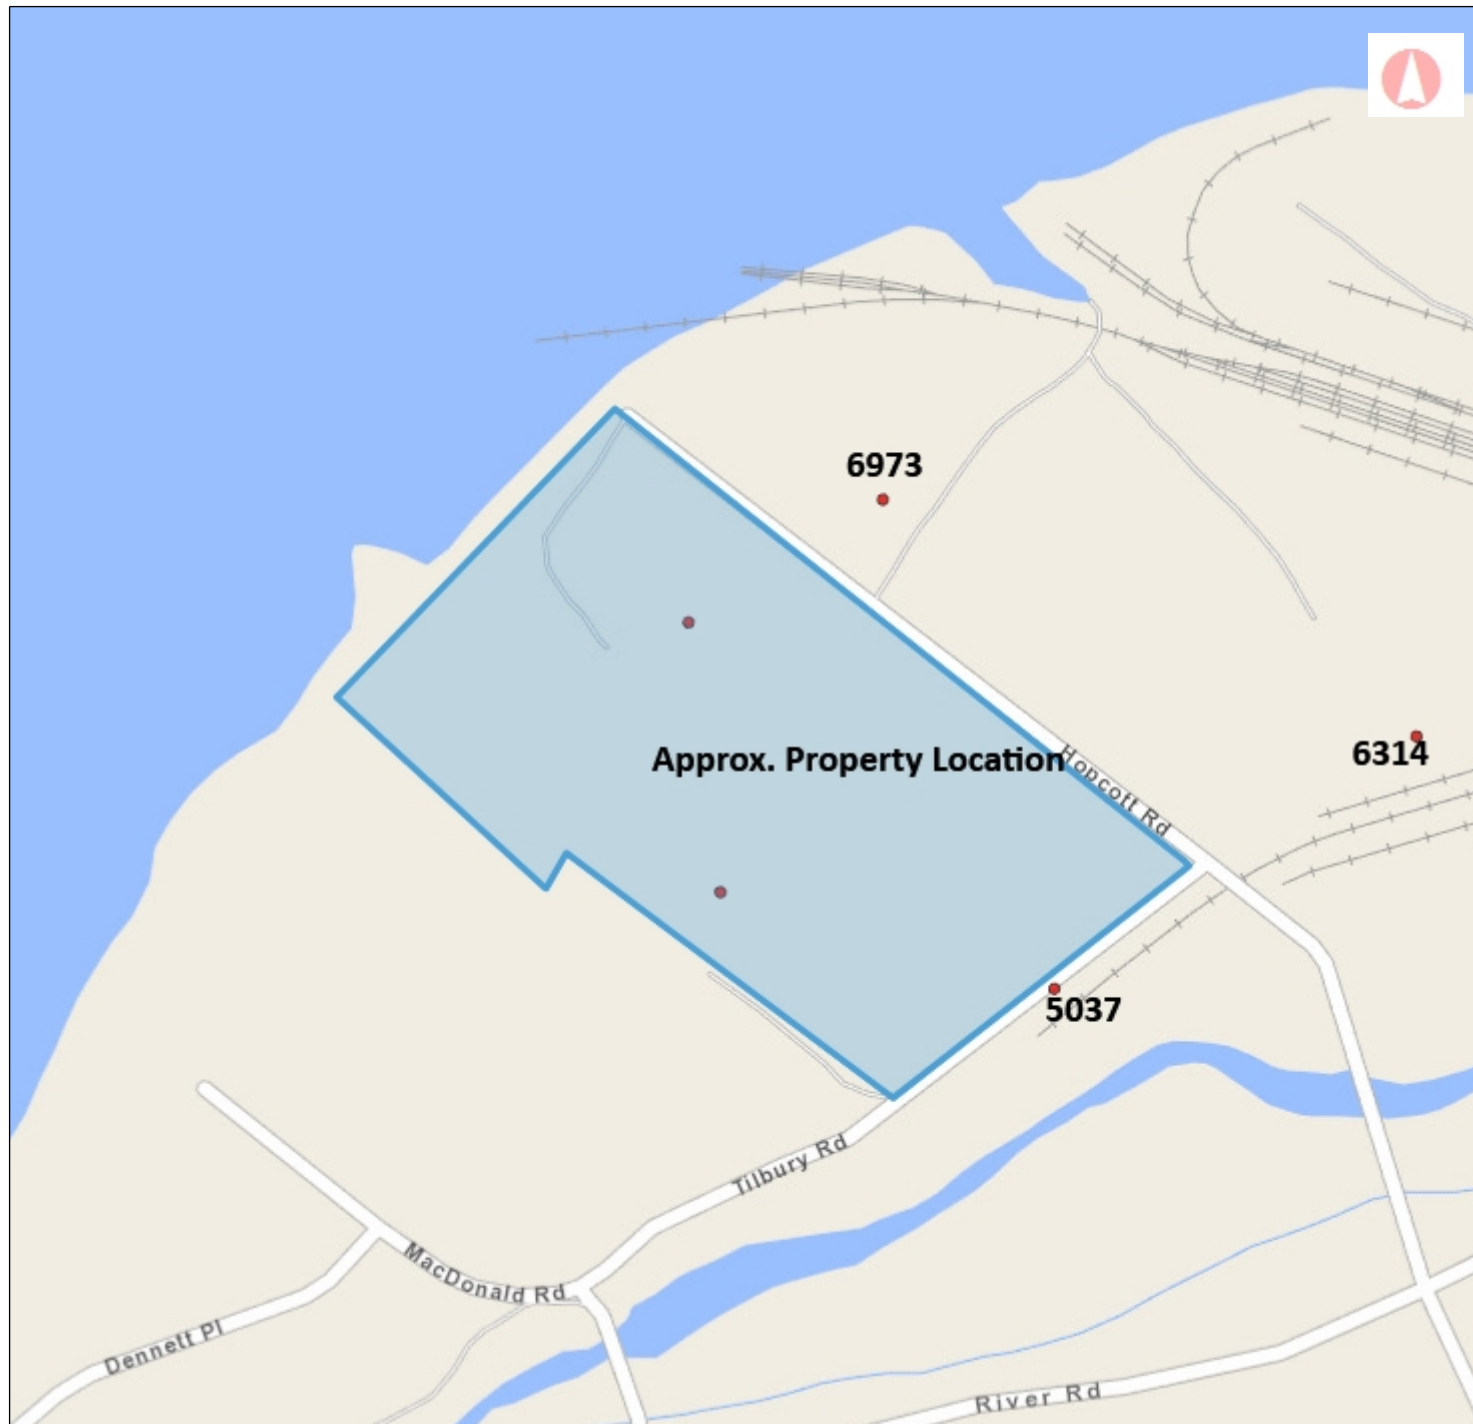 6973
Approx. Property Location
Hopcott Rd
6314
5037
Tilbury Rd
MacDonald Rd
Dennett Pl
River Rd